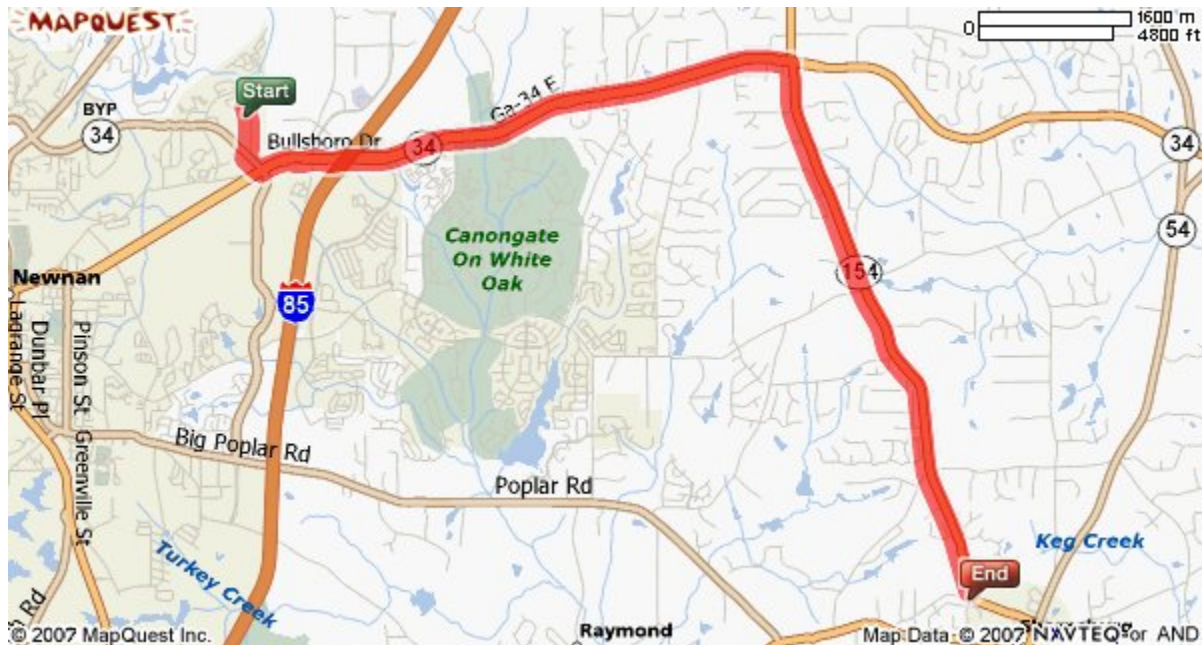 MAPQUEST
1600 m
0
4800 ft
Start
BYP
34
Bullsboro Dr
34
Ga-34 E
34
54
Canongate
On White
Oak
Newnan
85
154
Lagrange St
Dunbar Pl
Pinson St
Greenville St
Big Poplar Rd
Poplar Rd
Turkey Creek
Keg Creek
End
Rd
Raymond
© 2007 MapQuest Inc.
Map Data © 2007 NAVTEQ or AND